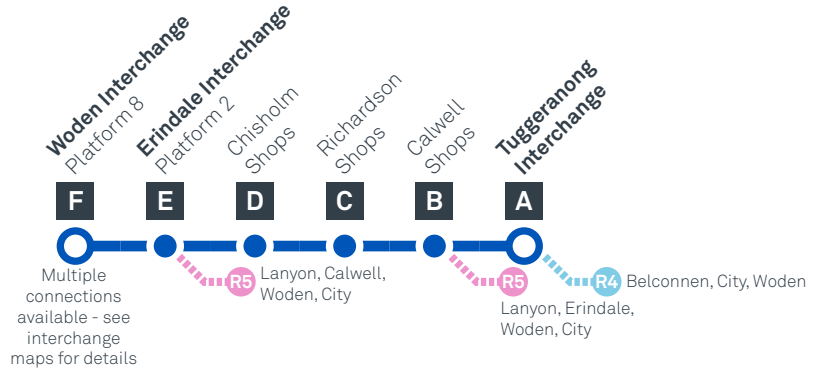 Woden Interchange
Platform 8
Erindale Interchange
Platform 2
Chisholm
Shops
Richardson
Shops
Calwell
Shops
Tuggeranong
Interchange
F
E
D
C
B
A
Multiple
connections
available - see
interchange
maps for details
R5
Lanyon, Calwell,
Woden, City
R5
Lanyon, Erindale,
Woden, City
R4
Belconnen, City, Woden